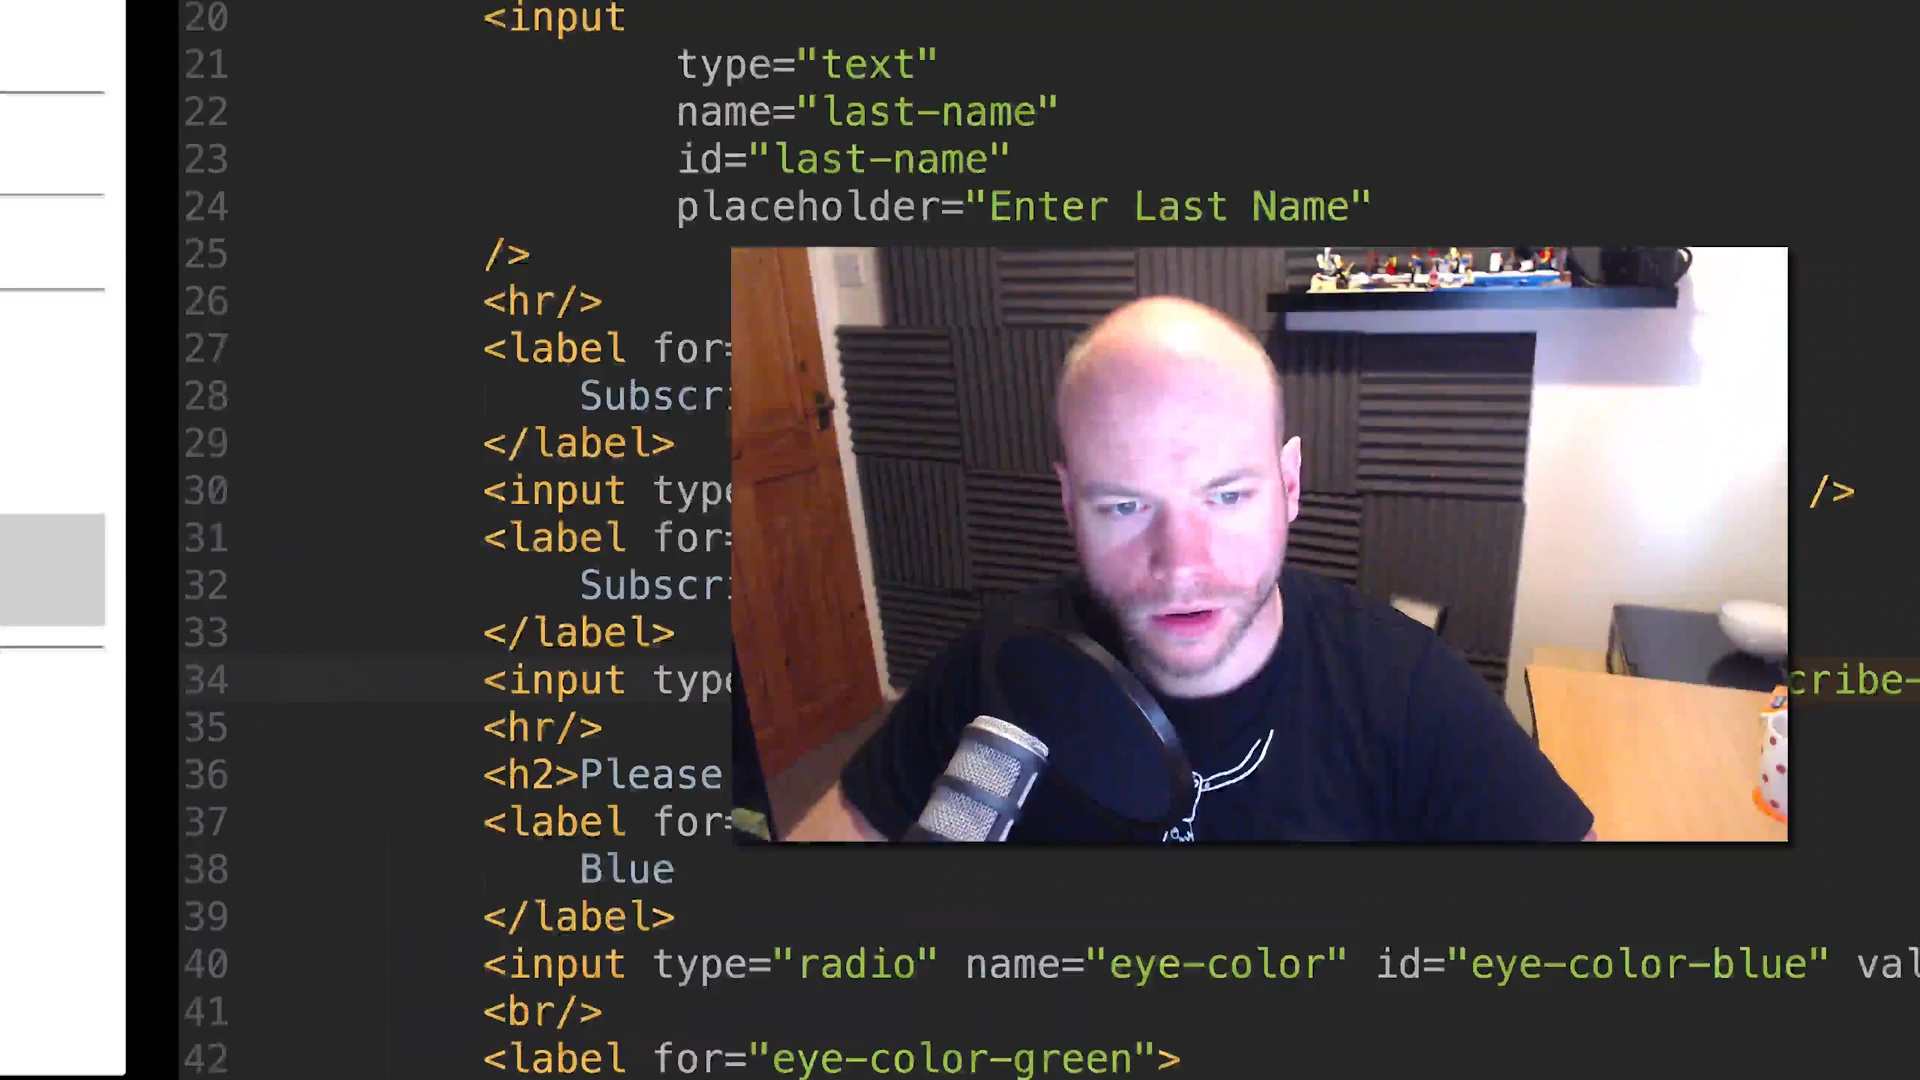 20 <input
21 type="text"
22 name="last-name"
23 id="last-name"
24 placeholder="Enter Last Name"
25 />
26 <hr/>
27 <label for=
28 Subscri
29 </label>
30 <input type />
31 <label for=
32 Subscri
33 </label>
34 <input type cribe-
35 <hr/>
36 <h2>Please
37 <label for=
38 Blue
39 </label>
40 <input type="radio" name="eye-color" id="eye-color-blue" val
41 <br/>
42 <label for="eye-color-green">